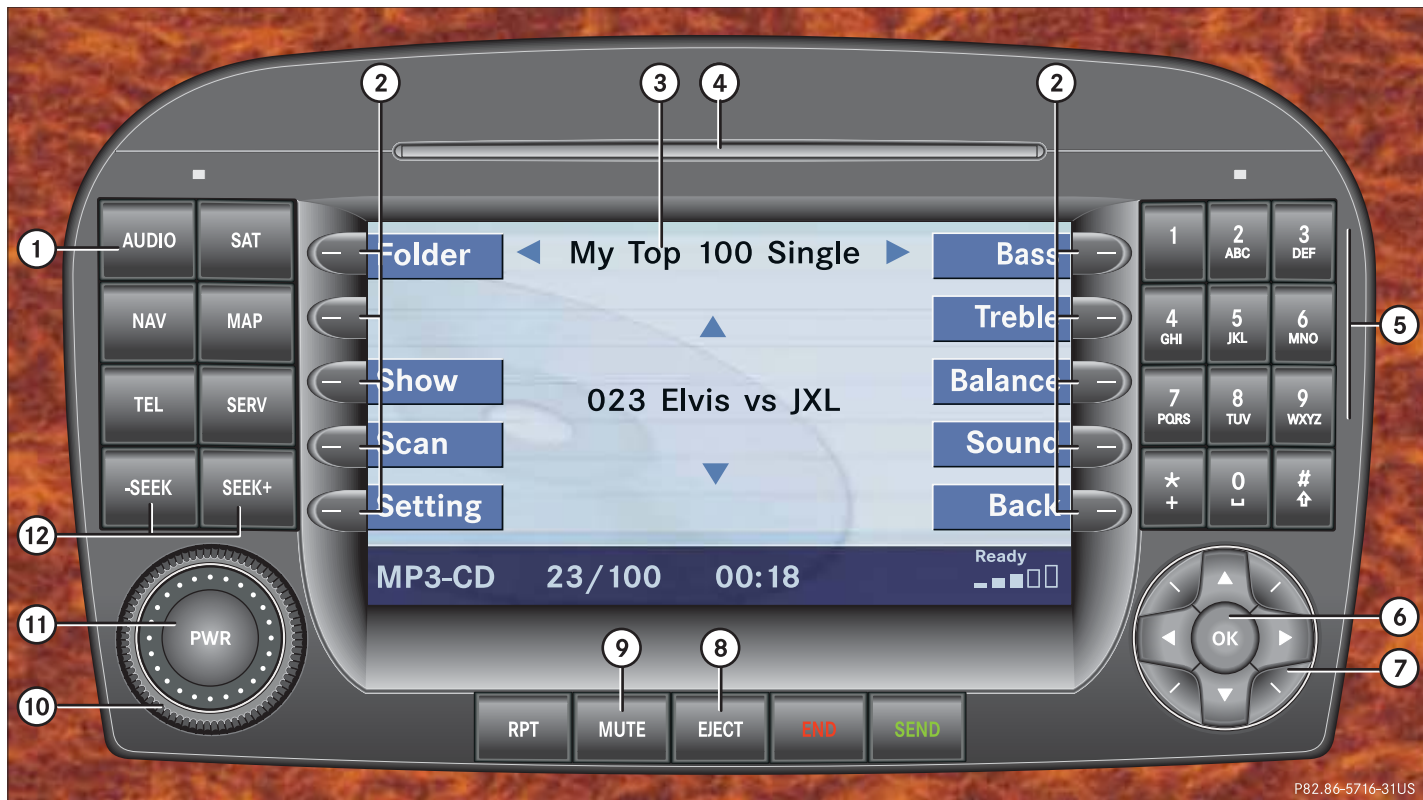 2
3
4
2
1
AUDIO
SAT
Folder
My Top 100 Single
Bass
1
2
ABC
3
DEF
NAV
MAP
Treble
4
GHI
5
JKL
6
MNO
5
TEL
SERV
Show
023 Elvis vs JXL
Balance
7
PQRS
8
TUV
9
WXYZ
-SEEK
SEEK+
Scan
Sound
*
+
0
#
12
Setting
Back
MP3-CD 23/100 00:18
Ready
11
PWR
9
8
OK
6
7
10
RPT
MUTE
EJECT
END
SEND
P82.86-5716-31US